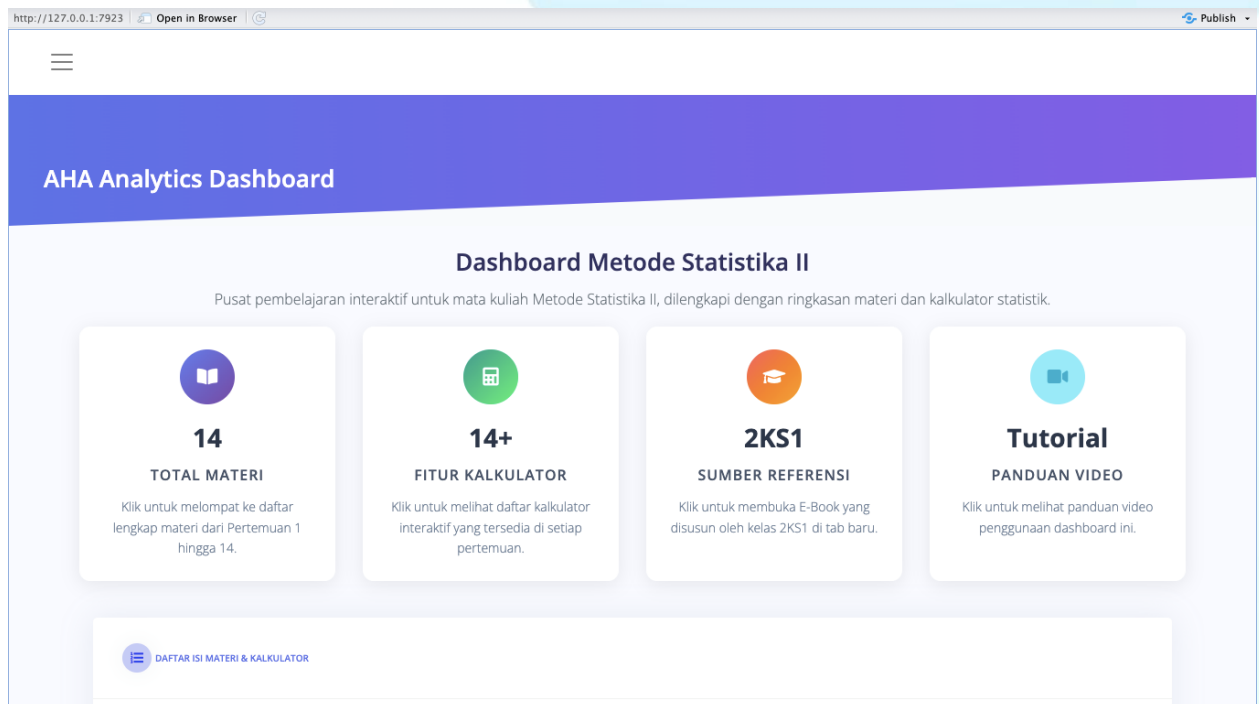 http://127.0.0.1:7923 Open in Browser Publish
AHA Analytics Dashboard
Dashboard Metode Statistika II
Pusat pembelajaran interaktif untuk mata kuliah Metode Statistika II, dilengkapi dengan ringkasan materi dan kalkulator statistik.
14
TOTAL MATERI
Klik untuk melompat ke daftar
lengkap materi dari Pertemuan 1
hingga 14.
14+
FITUR KALKULATOR
Klik untuk melihat daftar kalkulator
interaktif yang tersedia di setiap
pertemuan.
2KS1
SUMBER REFERENSI
Klik untuk membuka E-Book yang
disusun oleh kelas 2KS1 di tab baru.
Tutorial
PANDUAN VIDEO
Klik untuk melihat panduan video
penggunaan dashboard ini.
DAFTAR ISI MATERI & KALKULATOR